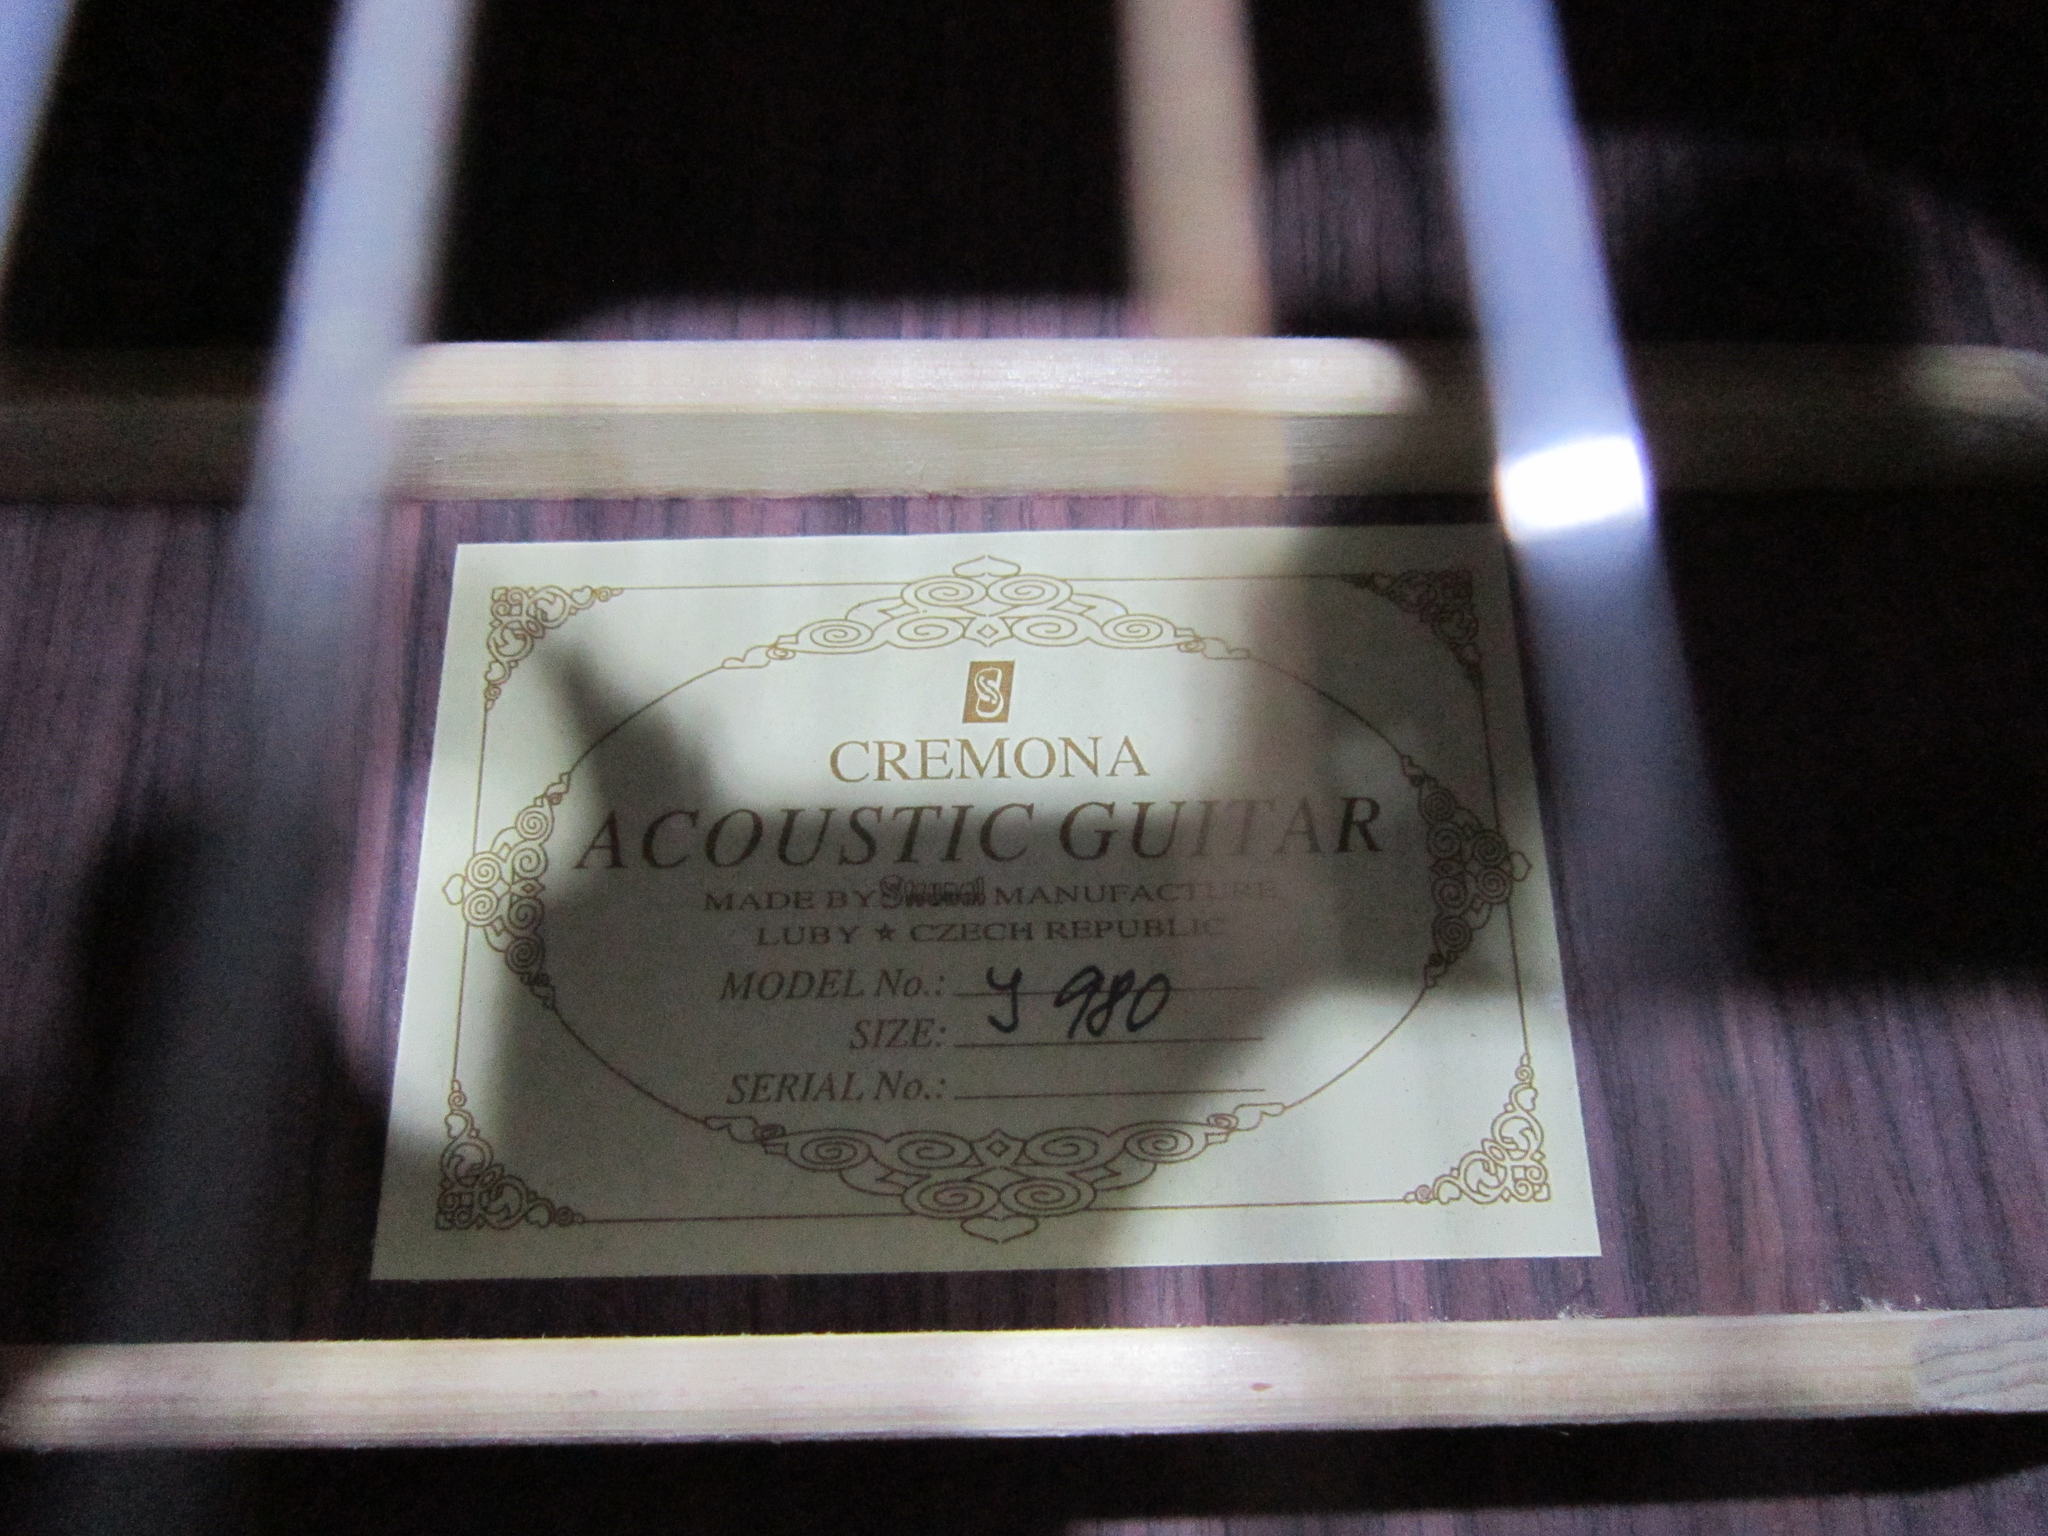 S
CREMONA
ACOUSTIC GUITAR
MADE BY Strunal MANUFACTURE
LUBY ★ CZECH REPUBLIC
MODEL No.: J 980
SIZE:
SERIAL No.: